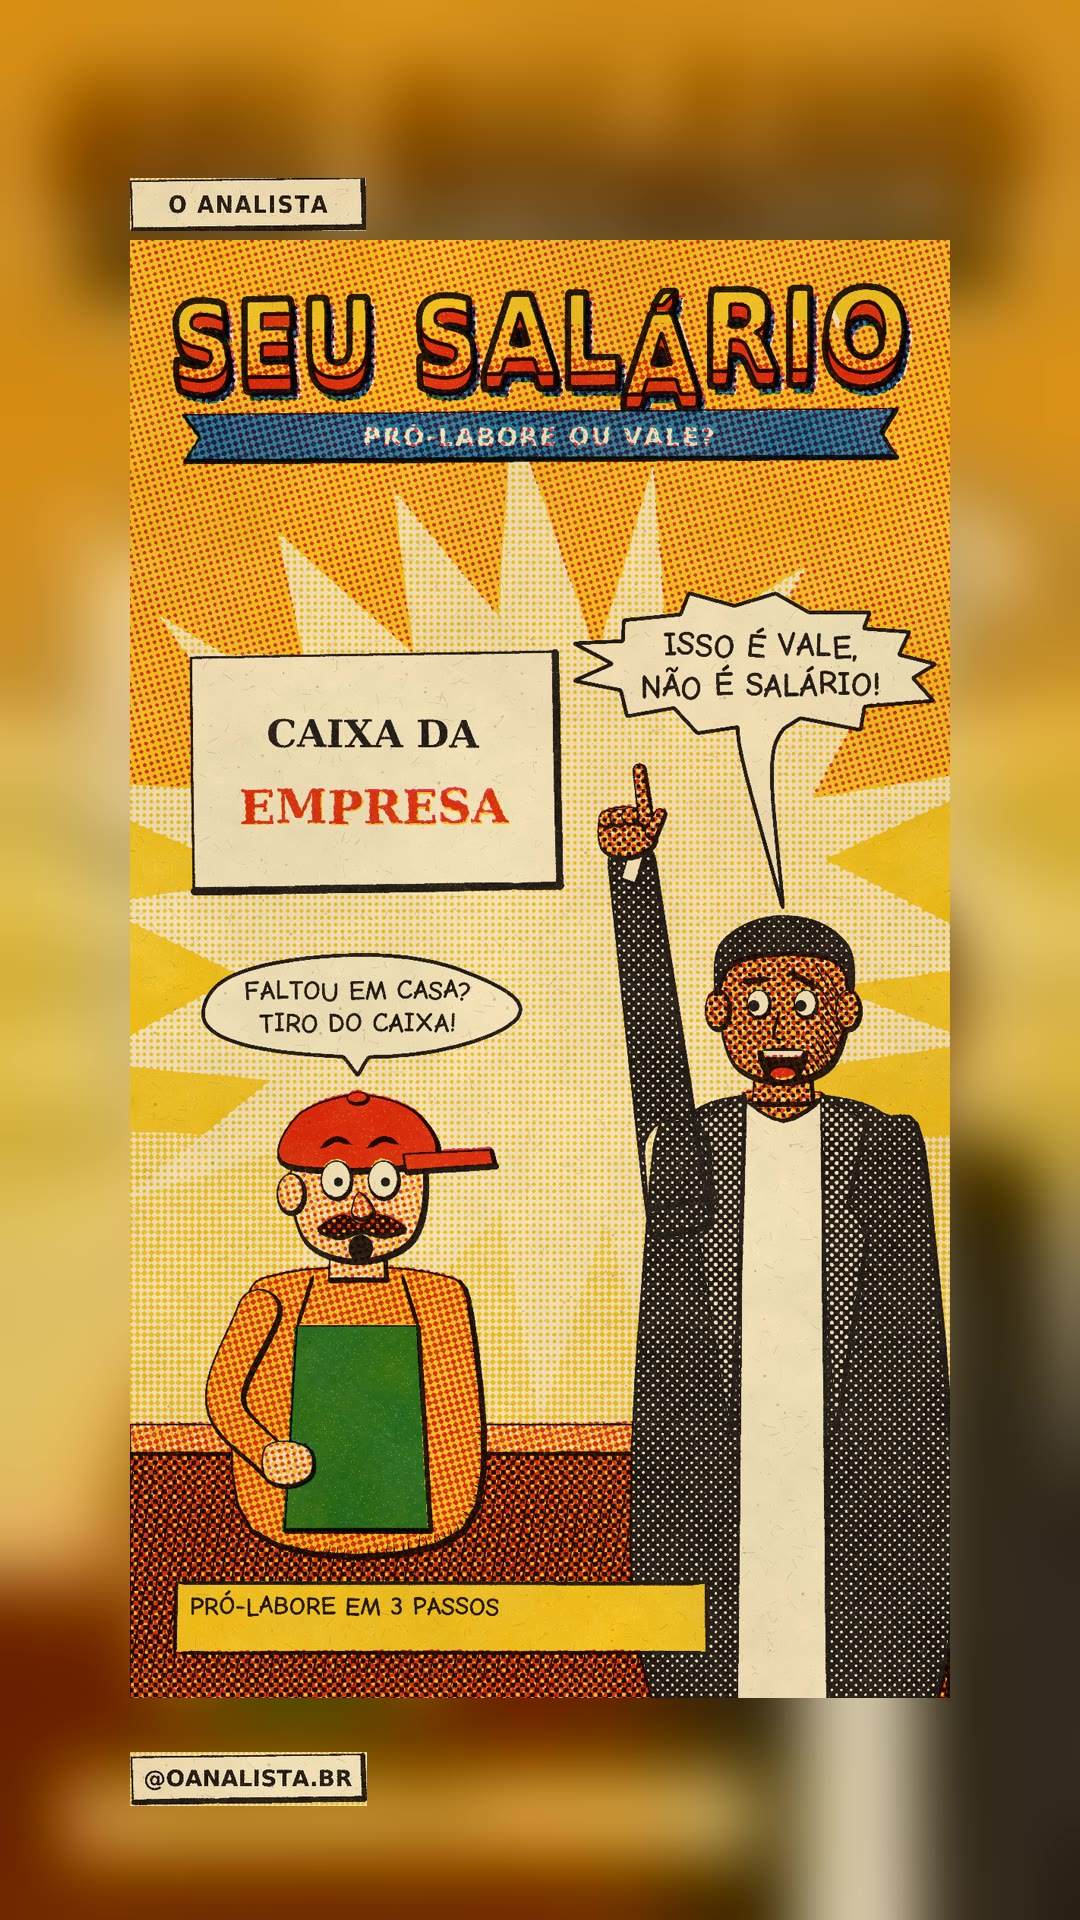 O ANALISTA
SEU SALÁRIO
PRÓ-LABORE OU VALE?
ISSO É VALE,
NÃO É SALÁRIO!
CAIXA DA
EMPRESA
FALTOU EM CASA?
TIRO DO CAIXA!
PRÓ-LABORE EM 3 PASSOS
@OANALISTA.BR